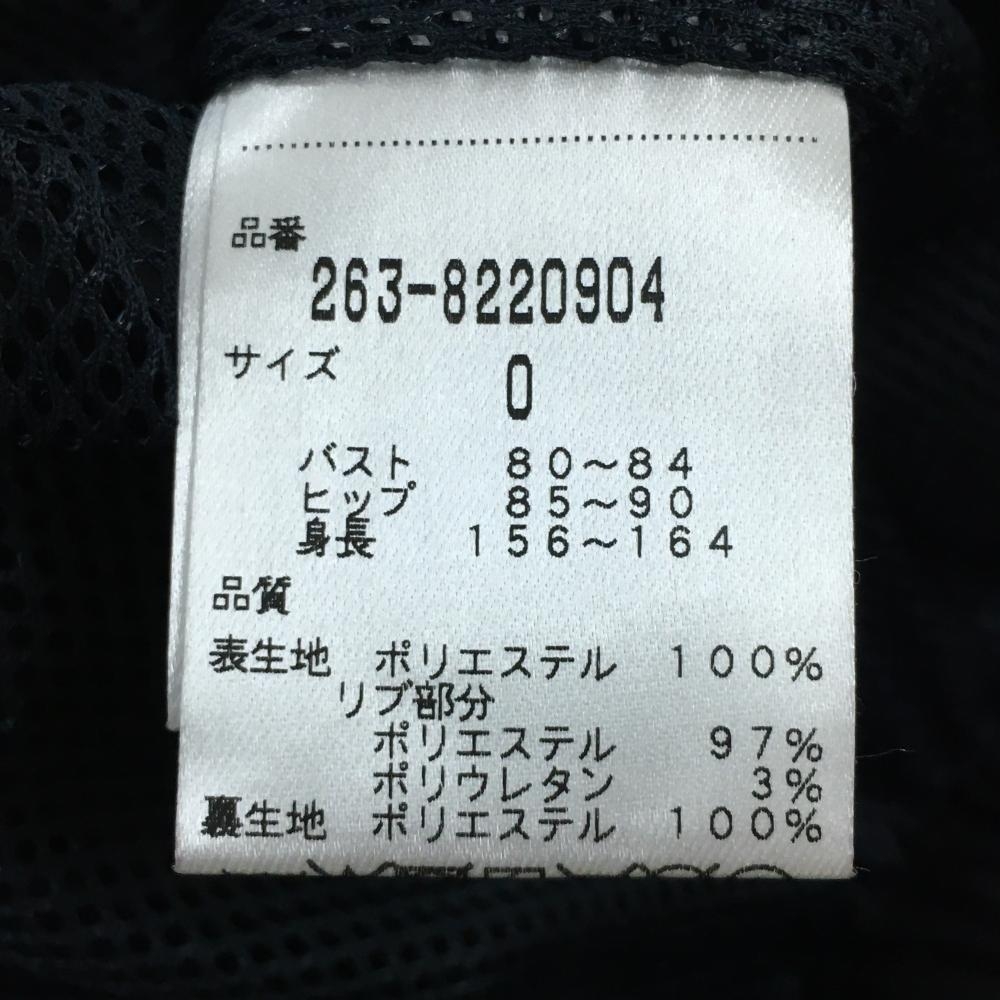 品番
263-8220904
サイズ 0
バスト 80～84
ヒップ 85～90
身長 156～164
品質
表生地 ポリエステル 100%
リブ部分
ポリエステル 97%
ポリウレタン 3%
裏生地 ポリエステル 100%